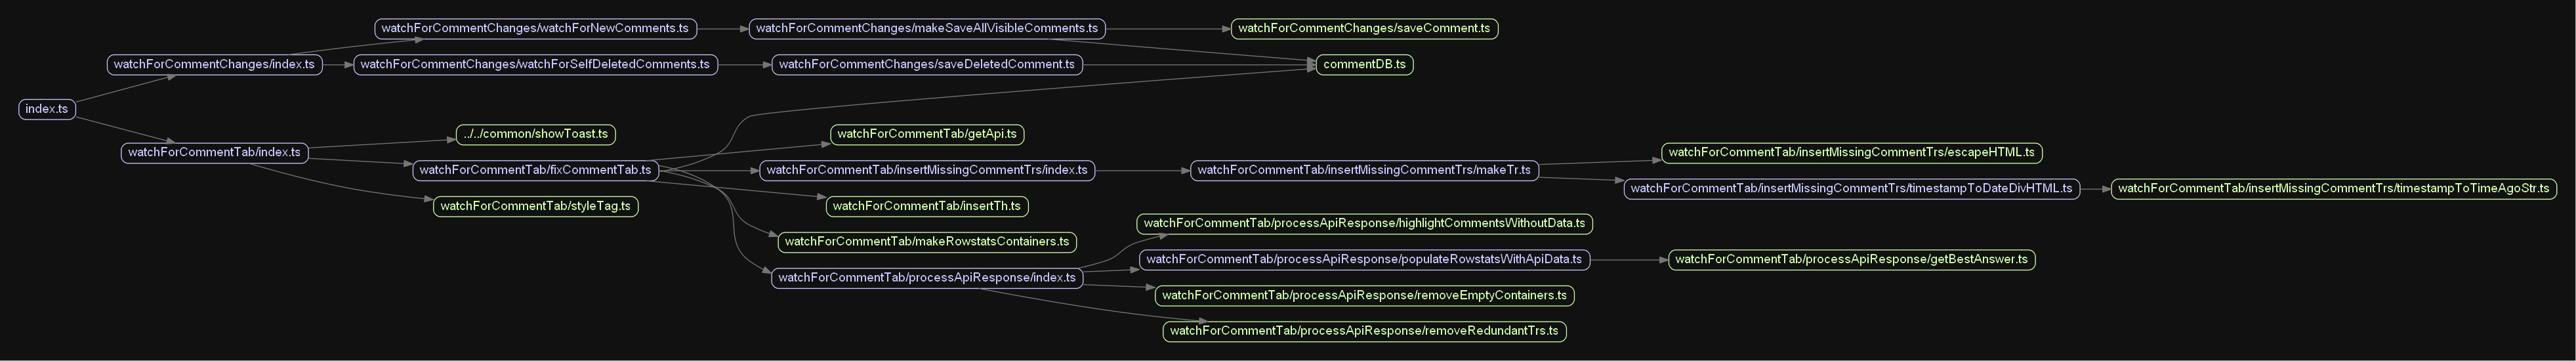 watchForCommentChanges/watchForNewComments.ts
watchForCommentChanges/makeSaveAllVisibleComments.ts
watchForCommentChanges/saveComment.ts
watchForCommentChanges/index.ts
watchForCommentChanges/watchForSelfDeletedComments.ts
watchForCommentChanges/saveDeletedComment.ts
commentDB.ts
index.ts
../../common/showToast.ts
watchForCommentTab/getApi.ts
watchForCommentTab/index.ts
watchForCommentTab/insertMissingCommentTrs/escapeHTML.ts
watchForCommentTab/fixCommentTab.ts
watchForCommentTab/insertMissingCommentTrs/index.ts
watchForCommentTab/insertMissingCommentTrs/makeTr.ts
watchForCommentTab/insertMissingCommentTrs/timestampToDateDivHTML.ts
watchForCommentTab/insertMissingCommentTrs/timestampToTimeAgoStr.ts
watchForCommentTab/styleTag.ts
watchForCommentTab/insertTh.ts
watchForCommentTab/processApiResponse/highlightCommentsWithoutData.ts
watchForCommentTab/makeRowstatsContainers.ts
watchForCommentTab/processApiResponse/populateRowstatsWithApiData.ts
watchForCommentTab/processApiResponse/getBestAnswer.ts
watchForCommentTab/processApiResponse/index.ts
watchForCommentTab/processApiResponse/removeEmptyContainers.ts
watchForCommentTab/processApiResponse/removeRedundantTrs.ts